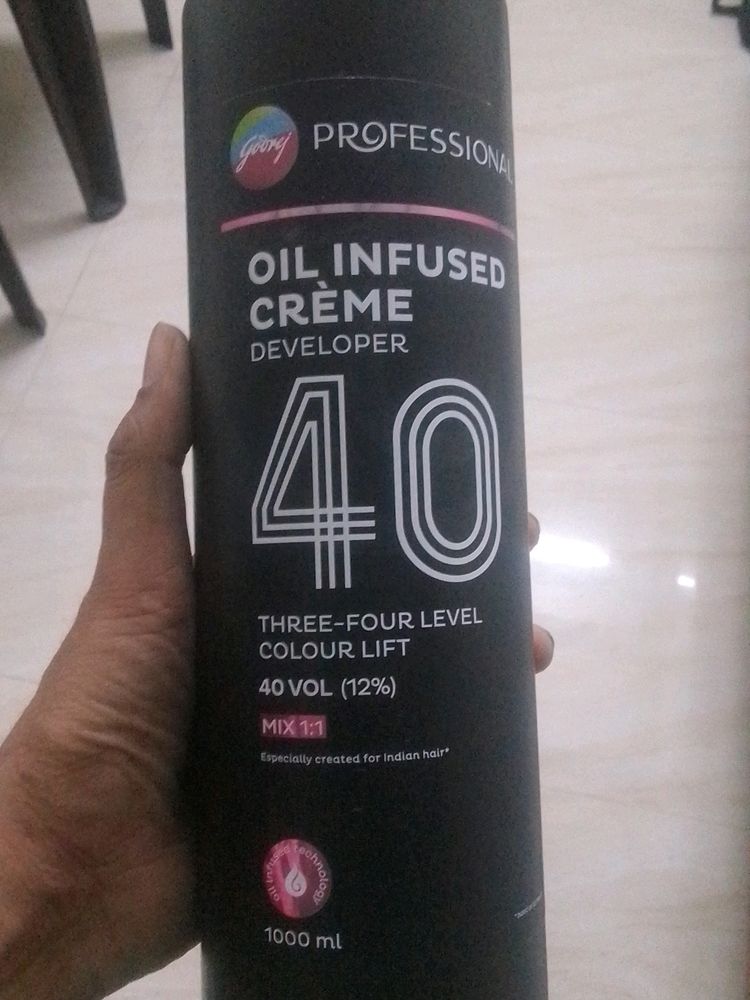 Godrej PROFESSIONAL
OIL INFUSED
CRÈME
DEVELOPER
40
THREE-FOUR LEVEL
COLOUR LIFT
40 VOL (12%)
MIX 1:1
Especially created for Indian hair*
oil infused technology
1000 ml